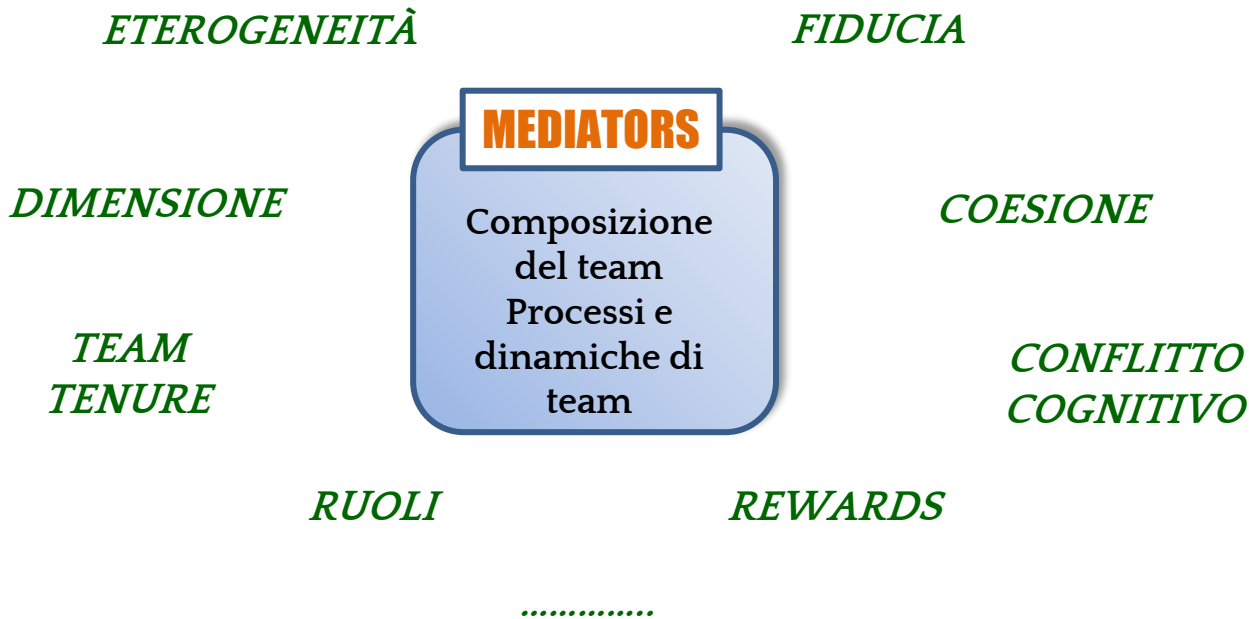 ETEROGENEITÀ
FIDUCIA
MEDIATORS
DIMENSIONE
COESIONE
Composizione
del team
Processi e
dinamiche di
team
TEAM
TENURE
CONFLITTO
COGNITIVO
RUOLI
REWARDS
..............